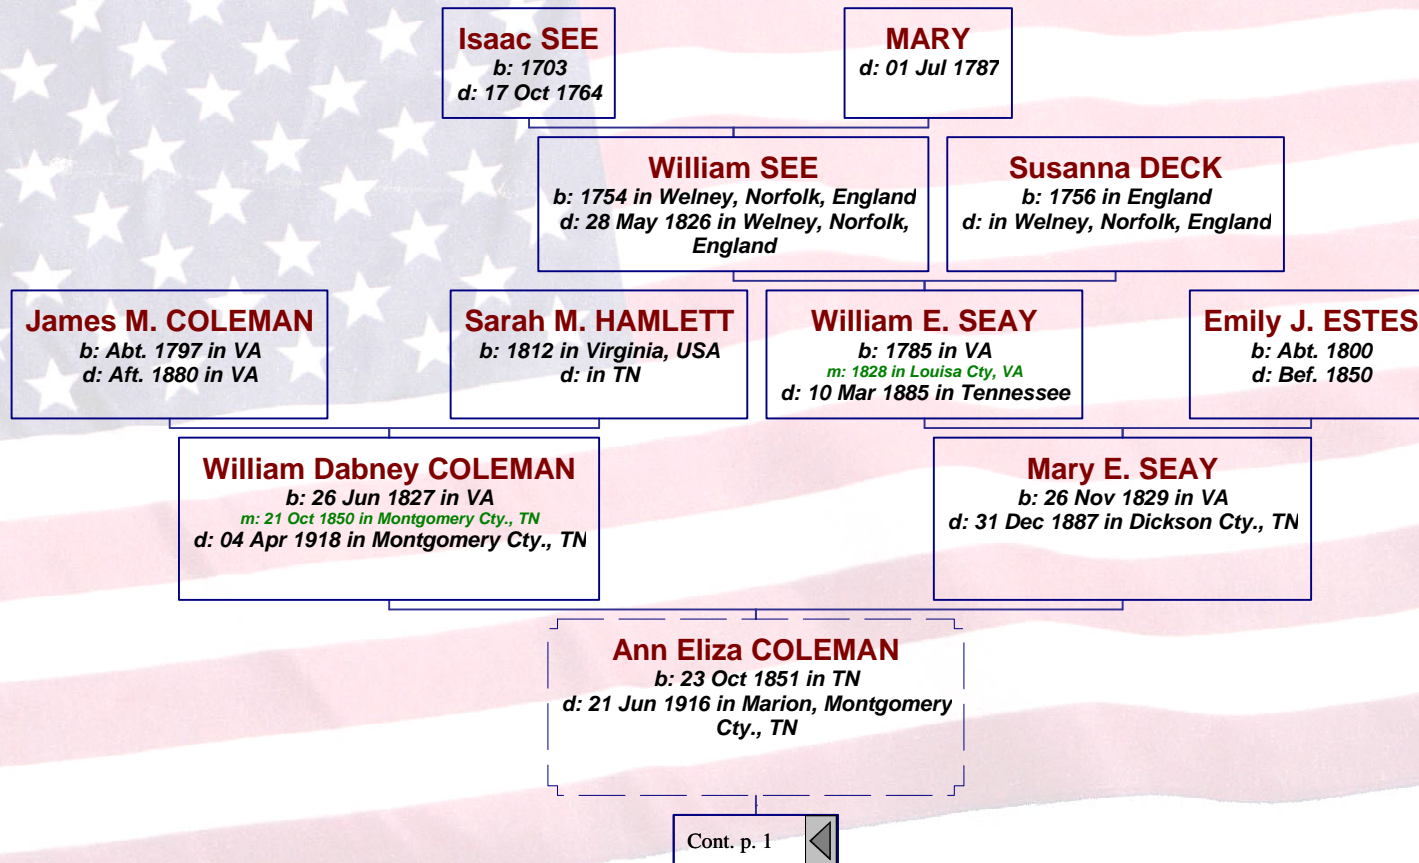 Isaac SEE
b: 1703
d: 17 Oct 1764
MARY
d: 01 Jul 1787
William SEE
b: 1754 in Welney, Norfolk, England
d: 28 May 1826 in Welney, Norfolk,
England
Susanna DECK
b: 1756 in England
d: in Welney, Norfolk, England
James M. COLEMAN
b: Abt. 1797 in VA
d: Aft. 1880 in VA
Sarah M. HAMLETT
b: 1812 in Virginia, USA
d: in TN
William E. SEAY
b: 1785 in VA
m: 1828 in Louisa Cty, VA
d: 10 Mar 1885 in Tennessee
Emily J. ESTES
b: Abt. 1800
d: Bef. 1850
William Dabney COLEMAN
b: 26 Jun 1827 in VA
m: 21 Oct 1850 in Montgomery Cty., TN
d: 04 Apr 1918 in Montgomery Cty., TN
Mary E. SEAY
b: 26 Nov 1829 in VA
d: 31 Dec 1887 in Dickson Cty., TN
Ann Eliza COLEMAN
b: 23 Oct 1851 in TN
d: 21 Jun 1916 in Marion, Montgomery
Cty., TN
Cont. p. 1